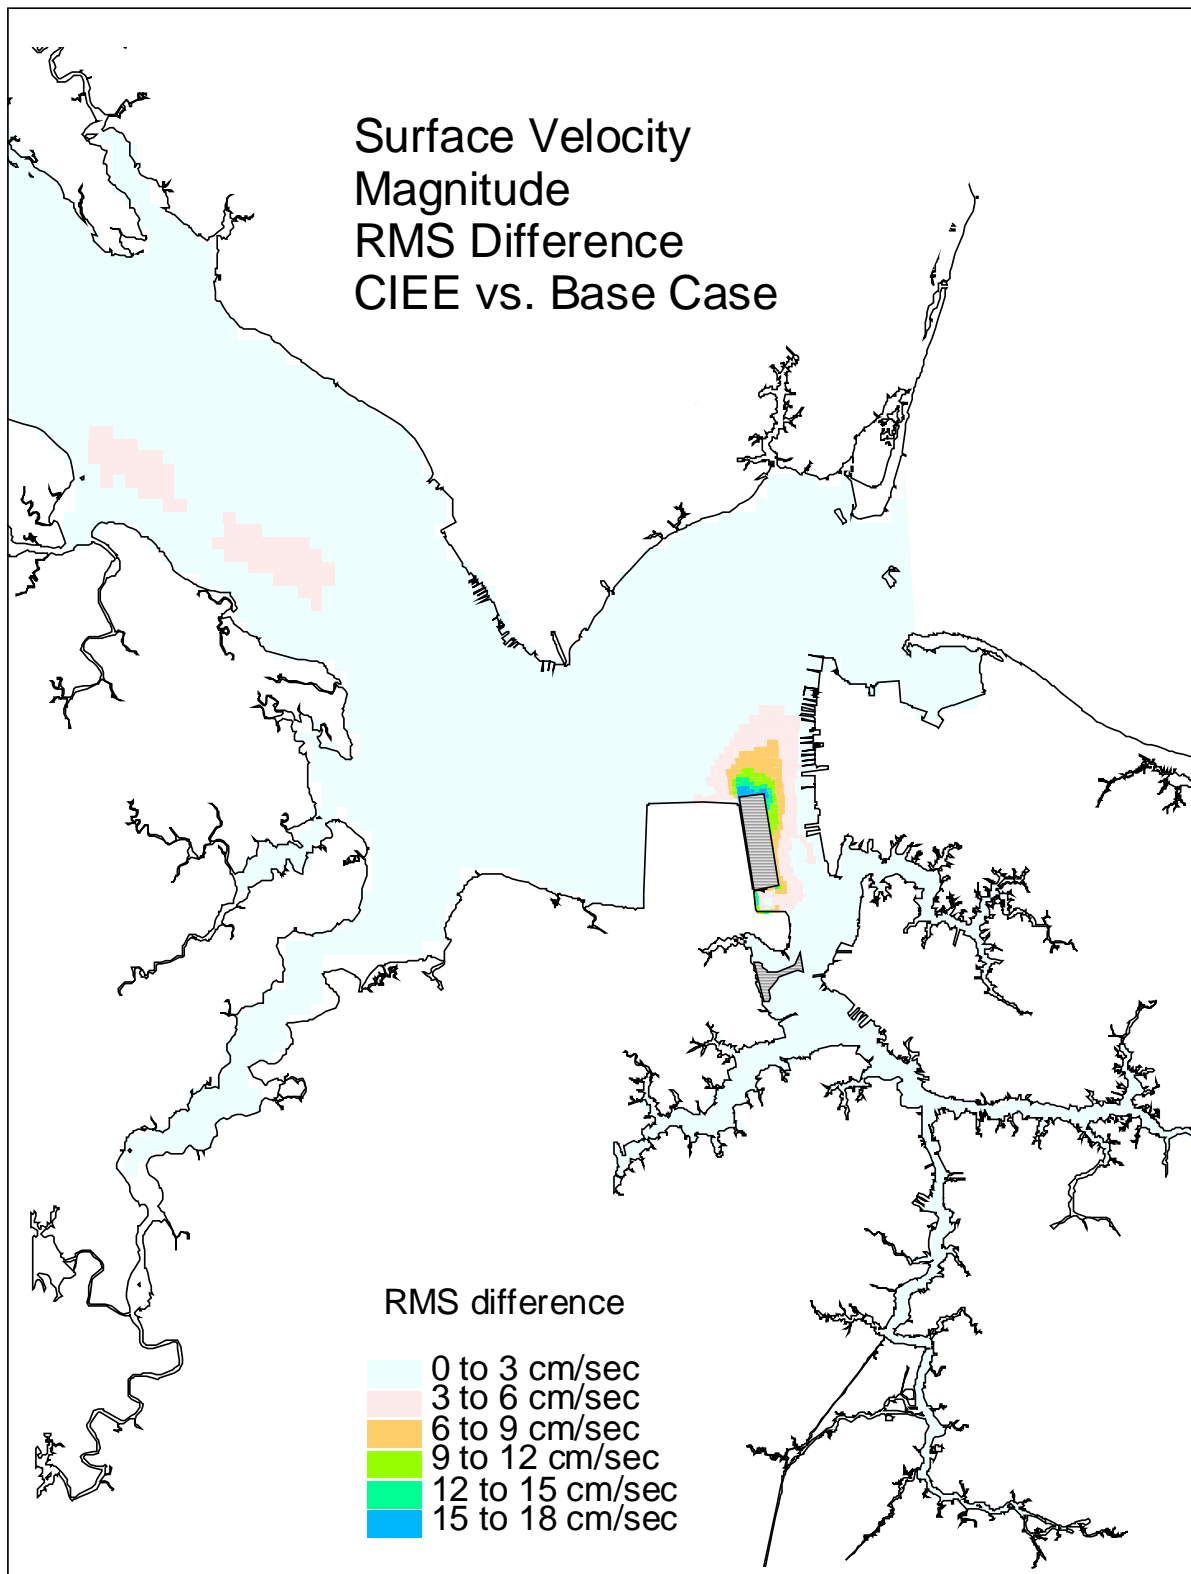 Surface Velocity
Magnitude
RMS Difference
CIEE vs. Base Case
RMS difference
0 to 3 cm/sec
3 to 6 cm/sec
6 to 9 cm/sec
9 to 12 cm/sec
12 to 15 cm/sec
15 to 18 cm/sec